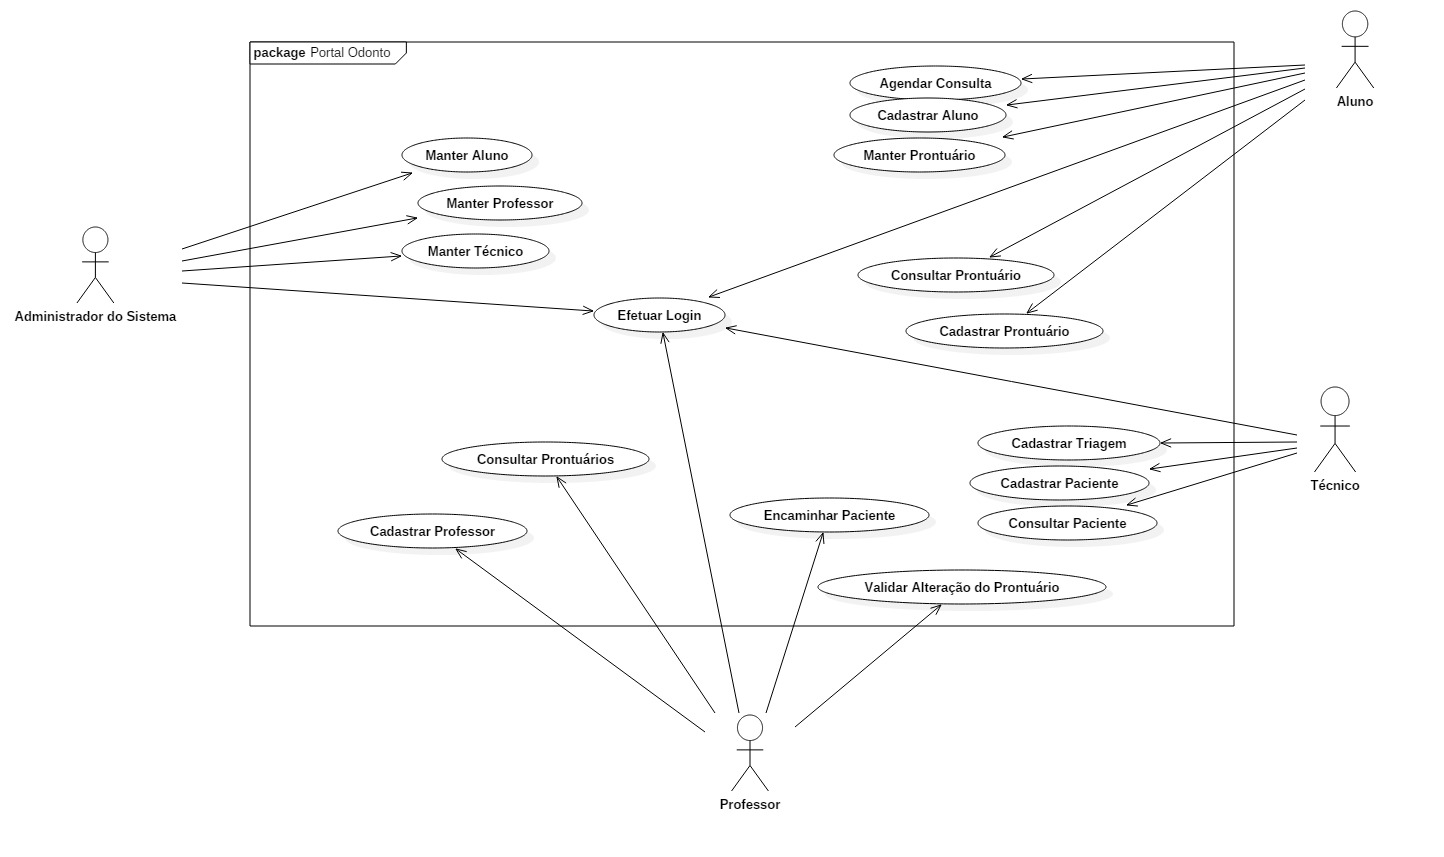 package Portal Odonto
Aluno
Agendar Consulta
Cadastrar Aluno
Manter Aluno
Manter Prontuário
Manter Professor
Manter Técnico
Consultar Prontuário
Administrador do Sistema
Efetuar Login
Cadastrar Prontuário
Cadastrar Triagem
Consultar Prontuários
Cadastrar Paciente
Técnico
Encaminhar Paciente
Consultar Paciente
Cadastrar Professor
Validar Alteração do Prontuário
Professor